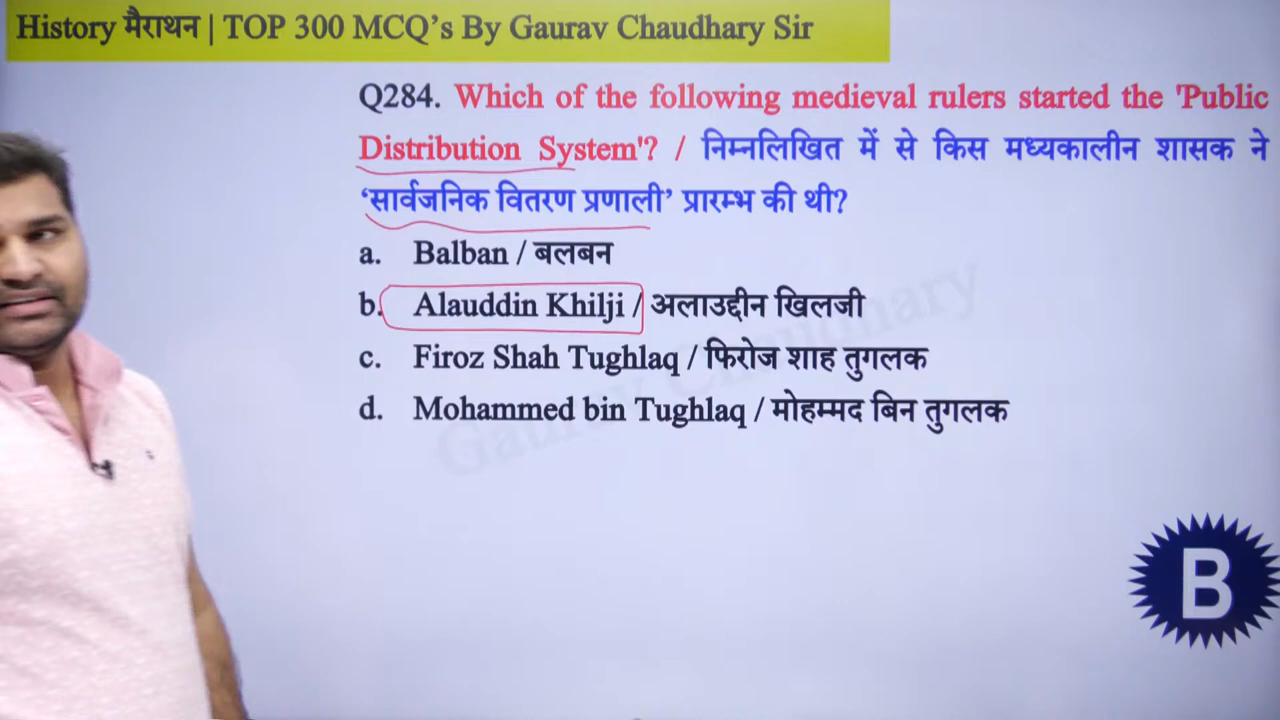 History मैराथन | TOP 300 MCQ’s By Gaurav Chaudhary Sir
Q284. Which of the following medieval rulers started the 'Public
Distribution System'? / निम्नलिखित में से किस मध्यकालीन शासक ने
‘सार्वजनिक वितरण प्रणाली’ प्रारम्भ की थी?
a. Balban / बलबन
b. Alauddin Khilji / अलाउद्दीन खिलजी
c. Firoz Shah Tughlaq / फिरोज शाह तुगलक
d. Mohammed bin Tughlaq / मोहम्मद बिन तुगलक
Gaurav Chaudhary
B